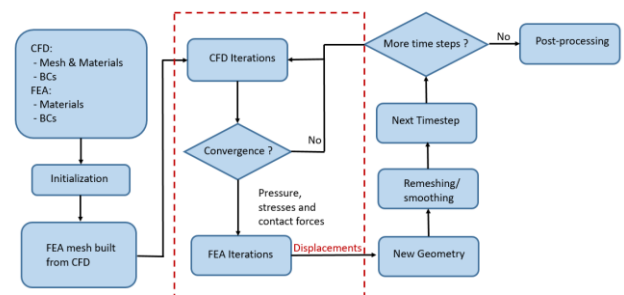 CFD:
- Mesh & Materials
- BCs
FEA:
- Materials
- BCs
Initialization
FEA mesh built
from CFD
CFD Iterations
Convergence ?
No
Pressure,
stresses and
contact forces
FEA Iterations
Displacements
New Geometry
Remeshing/
smoothing
Next Timestep
More time steps ?
No
Post-processing